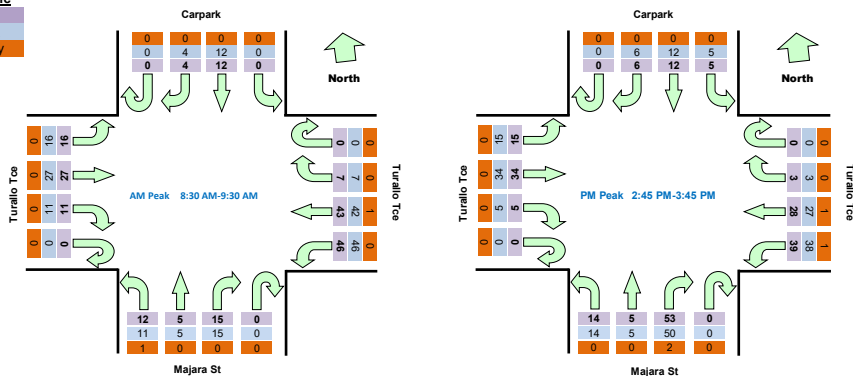 Carpark
0 0 0 0
0 4 12 0
0 4 12 0
North
Turallo Tce
0 16 16
0 27 27
0 11 11
0 0 0
AM Peak 8:30 AM-9:30 AM
0 0 0
7 7 0
43 42 1
46 46 0
Turallo Tce
12 5 15 0
11 5 15 0
1 0 0 0
Majara St
Carpark
0 0 0 0
0 6 12 5
0 6 12 5
North
Turallo Tce
0 15 15
0 34 34
0 5 5
0 0 0
PM Peak 2:45 PM-3:45 PM
0 0 0
3 3 0
28 27 1
39 38 1
Turallo Tce
14 5 53 0
14 5 50 0
0 0 2 0
Majara St